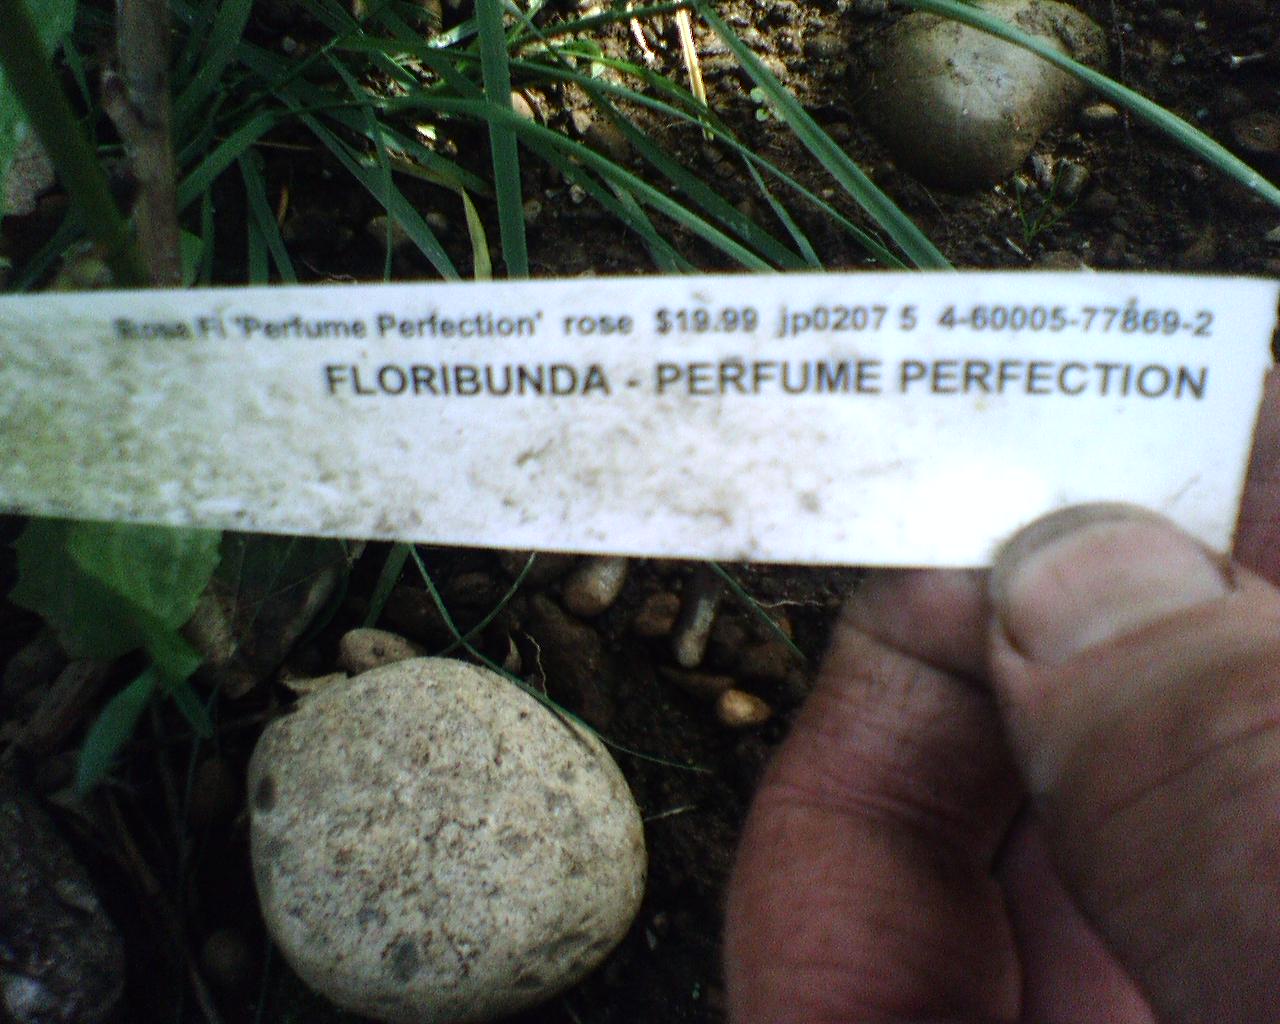 Rosa Fl 'Perfume Perfection' rose $19.99 jp0207 5 4-60005-77869-2
FLORIBUNDA - PERFUME PERFECTION